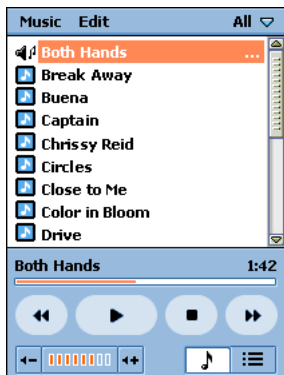 Music Edit All
Both Hands ...
Break Away
Buena
Captain
Chrissy Reid
Circles
Close to Me
Color in Bloom
Drive
Both Hands 1:42